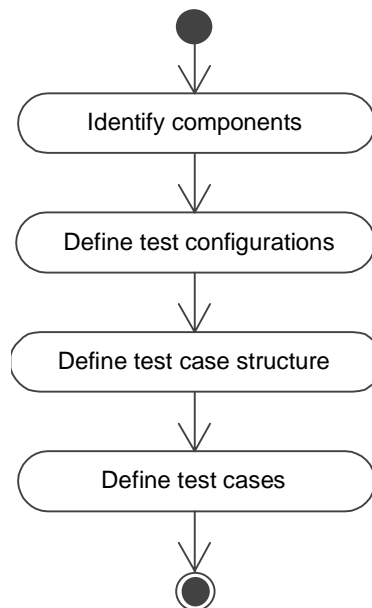 Identify components
Define test configurations
Define test case structure
Define test cases